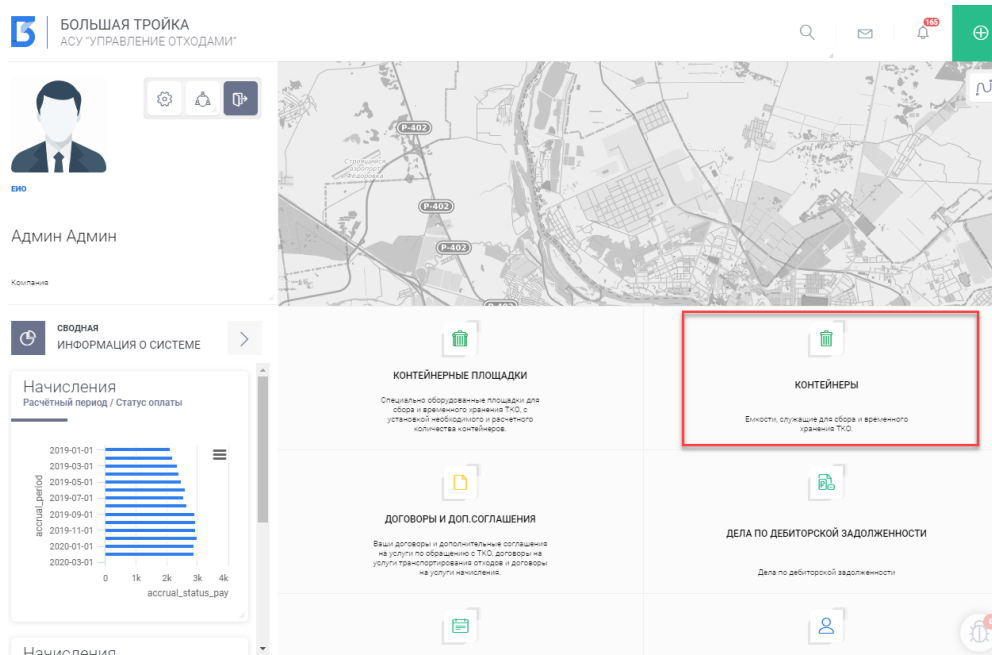 БОЛЬШАЯ ТРОЙКА
АСУ "УПРАВЛЕНИЕ ОТХОДАМИ"
165
ЕИО
Админ Админ
Компания
СВОДНАЯ
ИНФОРМАЦИЯ О СИСТЕМЕ
Начисления
Расчётный период / Статус оплаты
accrual_period
2019-01-01
2019-03-01
2019-05-01
2019-07-01
2019-09-01
2019-11-01
2020-01-01
2020-03-01
0 1k 2k 3k 4k
accrual_status_pay
Начисления
Р-402
Р-402
Р-402
КОНТЕЙНЕРНЫЕ ПЛОЩАДКИ
Специально оборудованные площадки для
сбора и временного хранения ТКО, с
установкой необходимого и расчетного
количества контейнеров.
КОНТЕЙНЕРЫ
Емкости, служащие для сбора и временного
хранения ТКО.
ДОГОВОРЫ И ДОП.СОГЛАШЕНИЯ
Ваши договоры и дополнительные соглашения
на услуги по обращению с ТКО, договоры на
услуги транспортирования отходов и договоры
на услуги начисления.
ДЕЛА ПО ДЕБИТОРСКОЙ ЗАДОЛЖЕННОСТИ
Дела по дебиторской задолженности